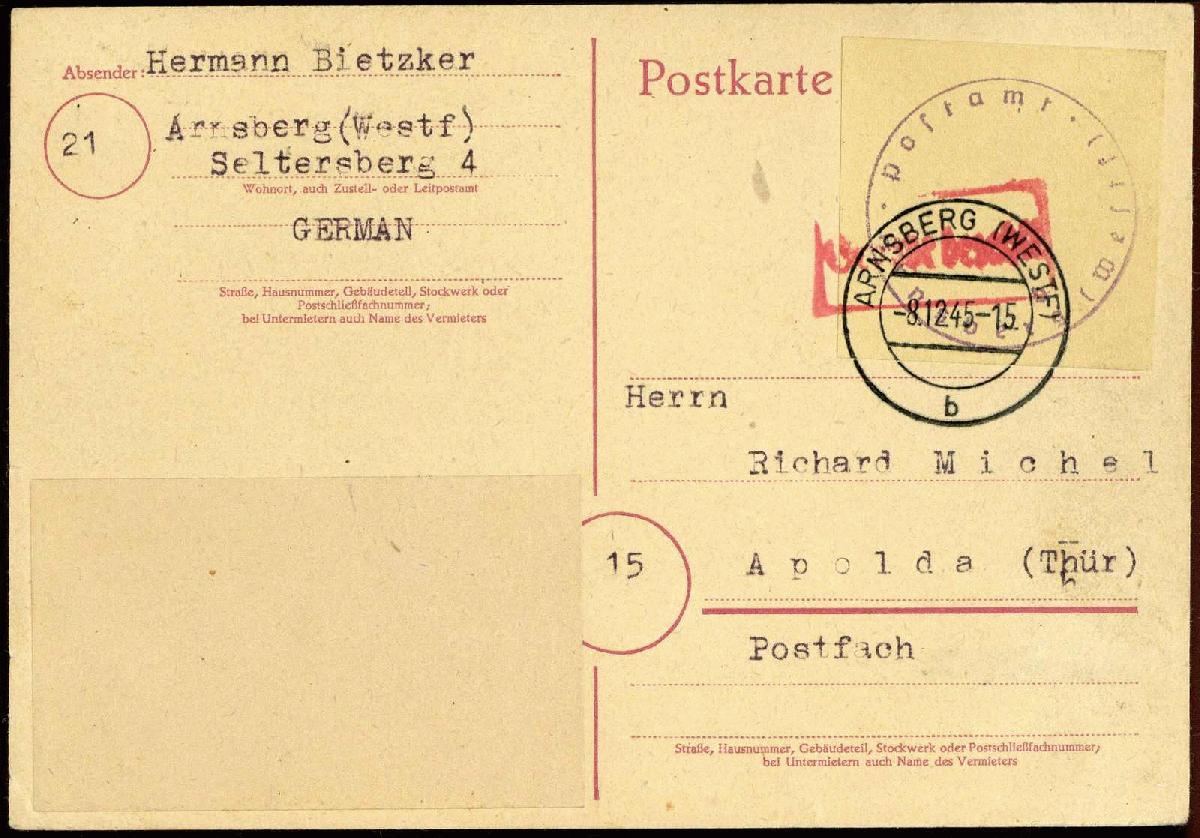 Absender: Hermann Bietzker
21
Arnsberg(Westf)
Seltersberg 4
Wohnort, auch Zustell- oder Leitpostamt
GERMAN
Straße, Hausnummer, Gebäudeteil, Stockwerk oder
Postschließfachnummer;
bei Untermietern auch Name des Vermieters
Postkarte
Postamt
ARNSBERG (WESTF)
-8.12.45-15
b
Herrn
Richard Michel
15
Apolda (Thür)
Postfach
Straße, Hausnummer, Gebäudeteil, Stockwerk oder Postschließfachnummer;
bei Untermietern auch Name des Vermieters